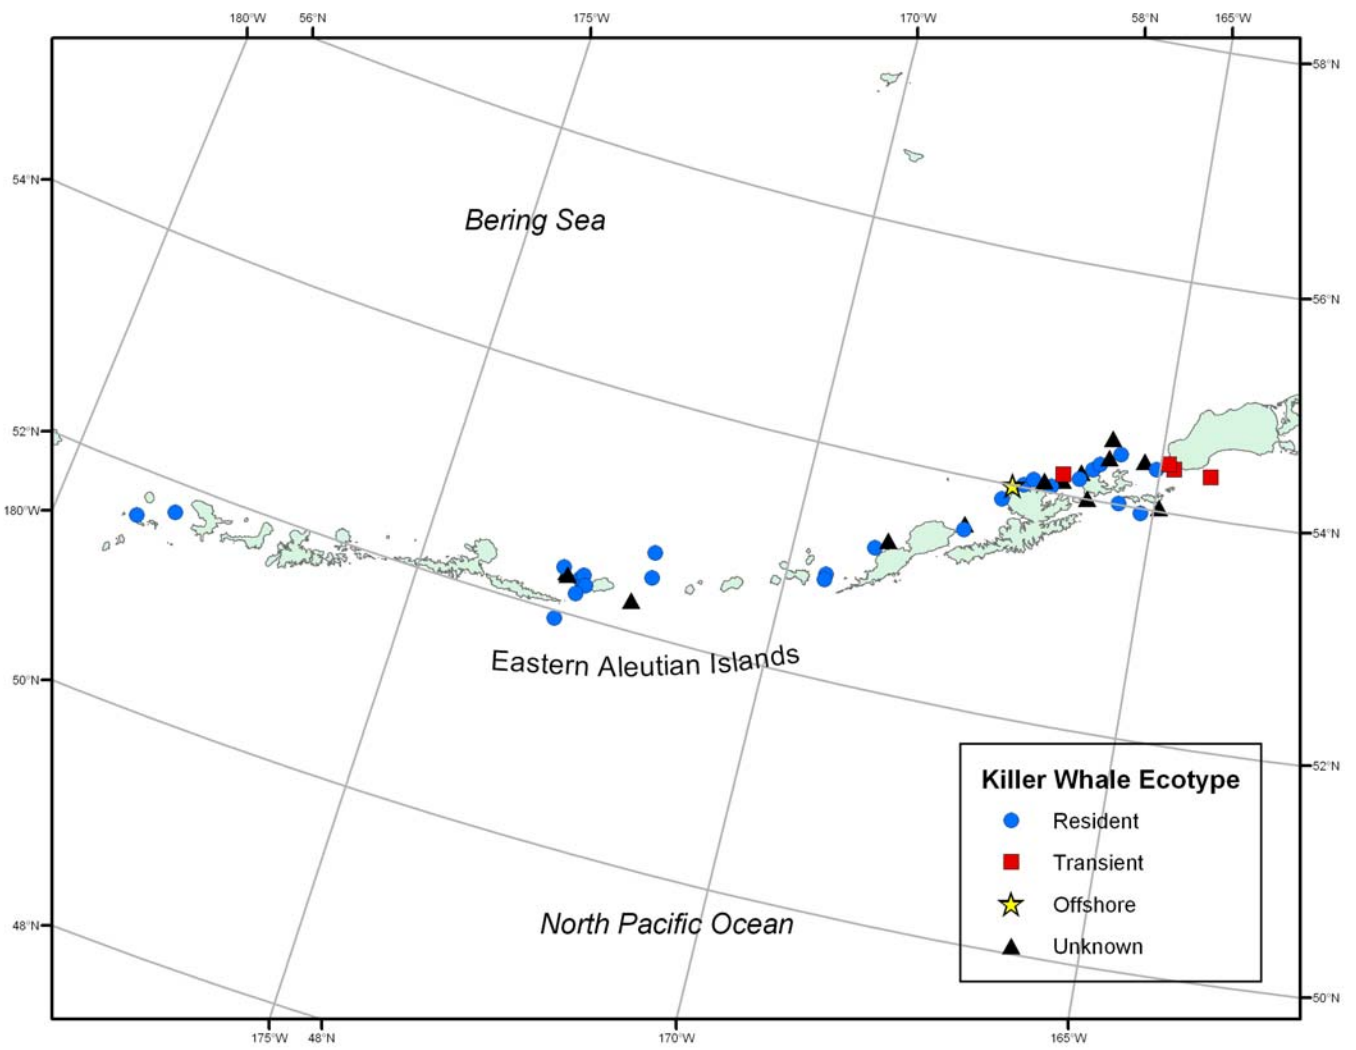 180°W 56°N 175°W 170°W 58°N 165°W
58°N
54°N
Bering Sea
56°N
52°N
180°W
54°N
Eastern Aleutian Islands
50°N
52°N
Killer Whale Ecotype
Resident
Transient
Offshore
Unknown
North Pacific Ocean
48°N
50°N
175°W 48°N 170°W 165°W